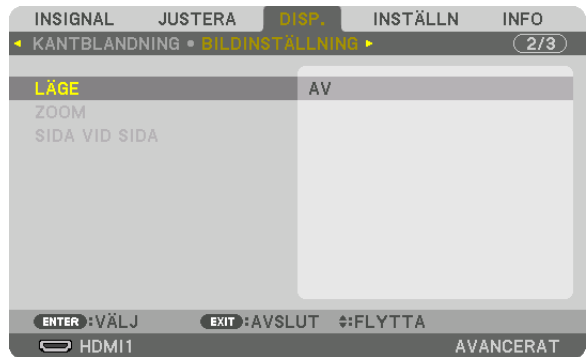 INSIGNAL JUSTERA DISP. INSTÄLLN INFO
KANTBLANDNING • BILDINSTÄLLNING 2/3
LÄGE AV
ZOOM
SIDA VID SIDA
ENTER :VÄLJ EXIT :AVSLUT :FLYTTA
HDMI1 AVANCERAT